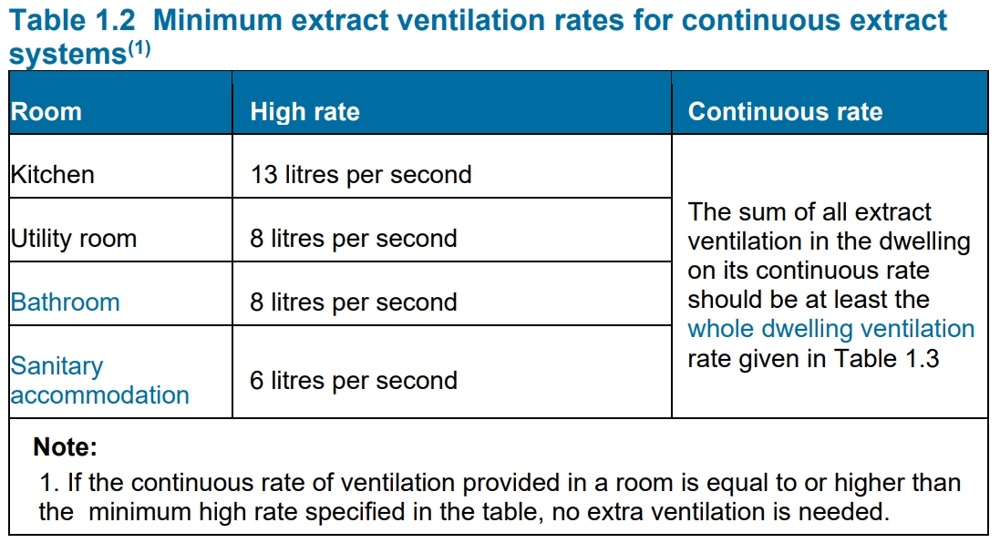 Table 1.2  Minimum extract ventilation rates for continuous extract
systems(1)
Room
High rate
Continuous rate
Kitchen
13 litres per second
Utility room
8 litres per second
Bathroom
8 litres per second
Sanitary
accommodation
6 litres per second
The sum of all extract
ventilation in the dwelling
on its continuous rate
should be at least the
whole dwelling ventilation
rate given in Table 1.3
Note:
1. If the continuous rate of ventilation provided in a room is equal to or higher than
the  minimum high rate specified in the table, no extra ventilation is needed.